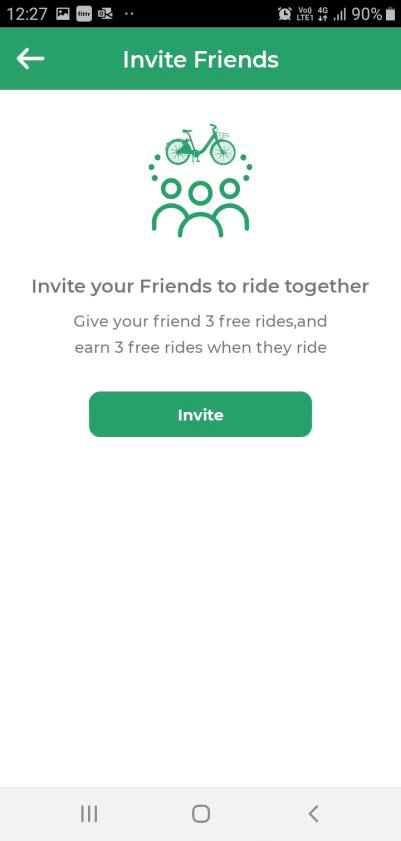 12:27 fittr Vo)) LTE1 4G 90%
Invite Friends
Invite your Friends to ride together
Give your friend 3 free rides,and
earn 3 free rides when they ride
Invite